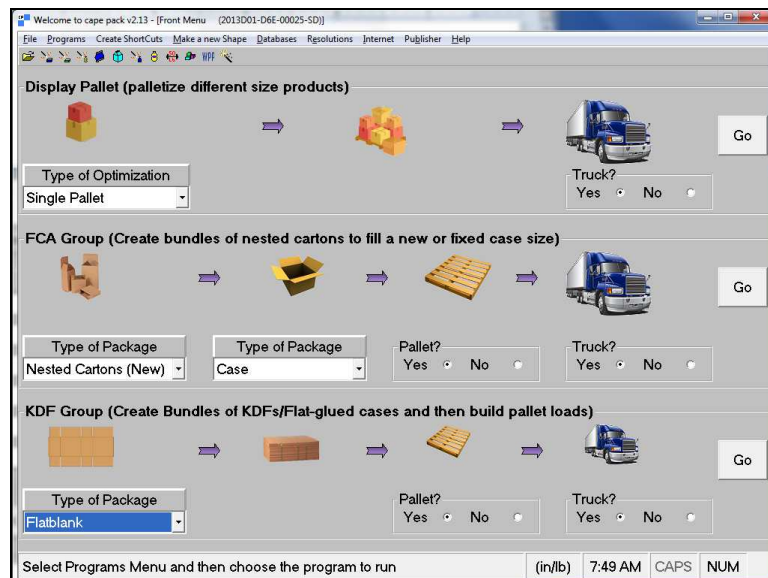 Welcome to cape pack v2.13 - [Front Menu (2013D01-D6E-00025-SD)]
File Programs Create ShortCuts Make a new Shape Databases Resolutions Internet Publisher Help
WPF
Display Pallet (palletize different size products)
Go
Type of Optimization
Single Pallet
Truck?
Yes No
FCA Group (Create bundles of nested cartons to fill a new or fixed case size)
Go
Type of Package
Nested Cartons (New)
Type of Package
Case
Pallet?
Yes No
Truck?
Yes No
KDF Group (Create Bundles of KDFs/Flat-glued cases and then build pallet loads)
Go
Type of Package
Flatblank
Pallet?
Yes No
Truck?
Yes No
Select Programs Menu and then choose the program to run (in/lb) 7:49 AM CAPS NUM